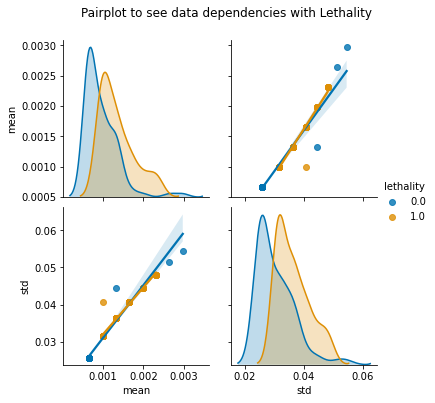 Pairplot to see data dependencies with Lethality
0.0030
0.0025
0.0020
0.0015
0.0010
0.0005
mean
lethality
0.0
1.0
0.06
0.05
0.04
0.03
std
0.001 0.002 0.003
mean
0.02 0.04 0.06
std